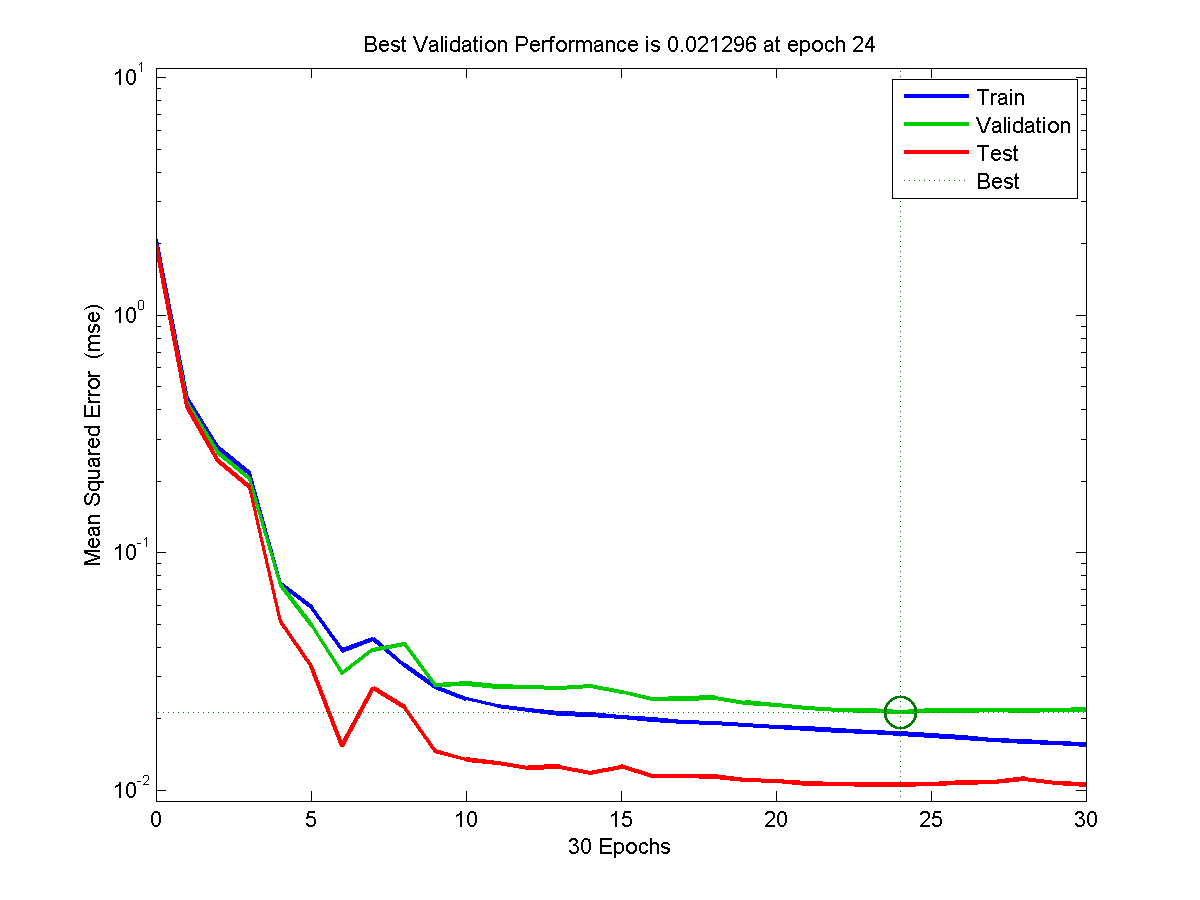 Best Validation Performance is 0.021296 at epoch 24
10^1
10^0
10^-1
10^-2
Mean Squared Error (mse)
Train
Validation
Test
Best
0 5 10 15 20 25 30
30 Epochs